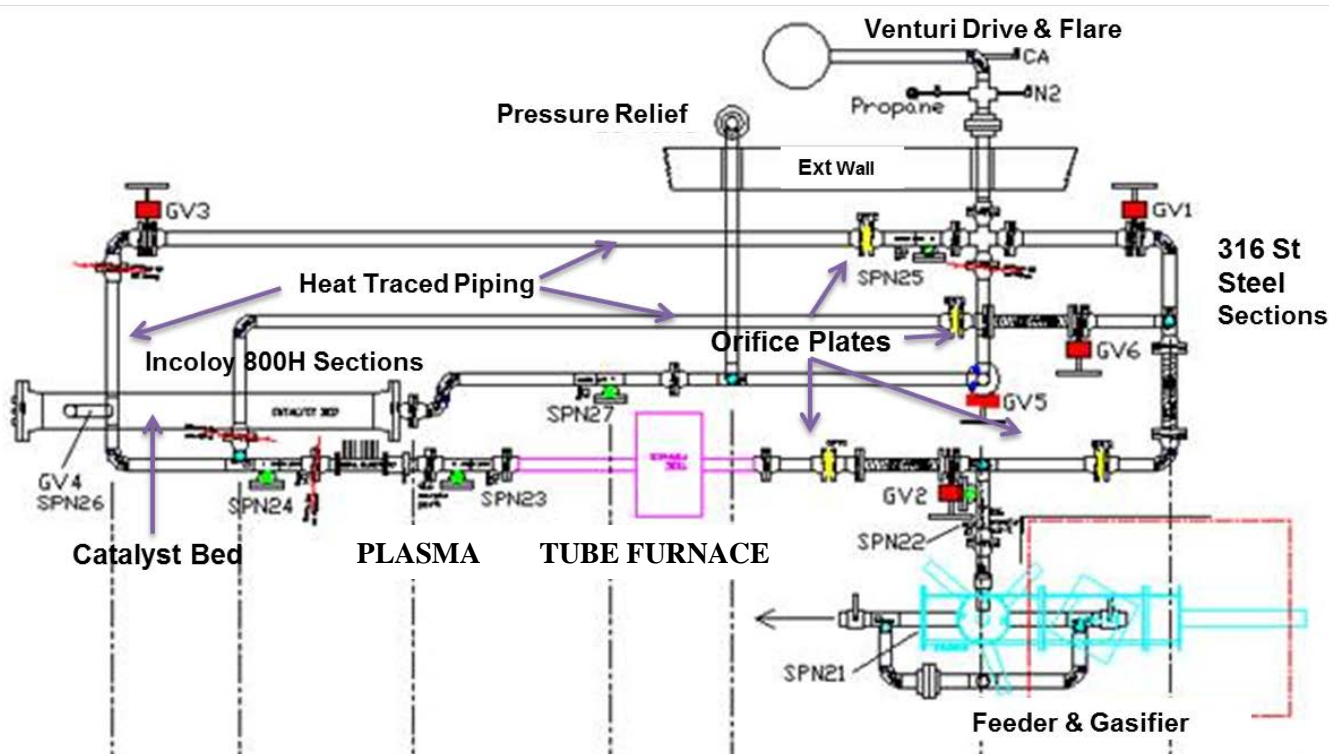 Venturi Drive & Flare
CA
Propane
N2
Pressure Relief
Ext Wall
GV3
GV1
SPN25
316 St
Steel
Sections
Heat Traced Piping
Orifice Plates
GV6
Incoloy 800H Sections
CATALYST BED
SPN27
GV5
GV4
SPN26
SPN24
SPN23
GV2
SPN22
Catalyst Bed
PLASMA
TUBE FURNACE
SPN21
Feeder & Gasifier